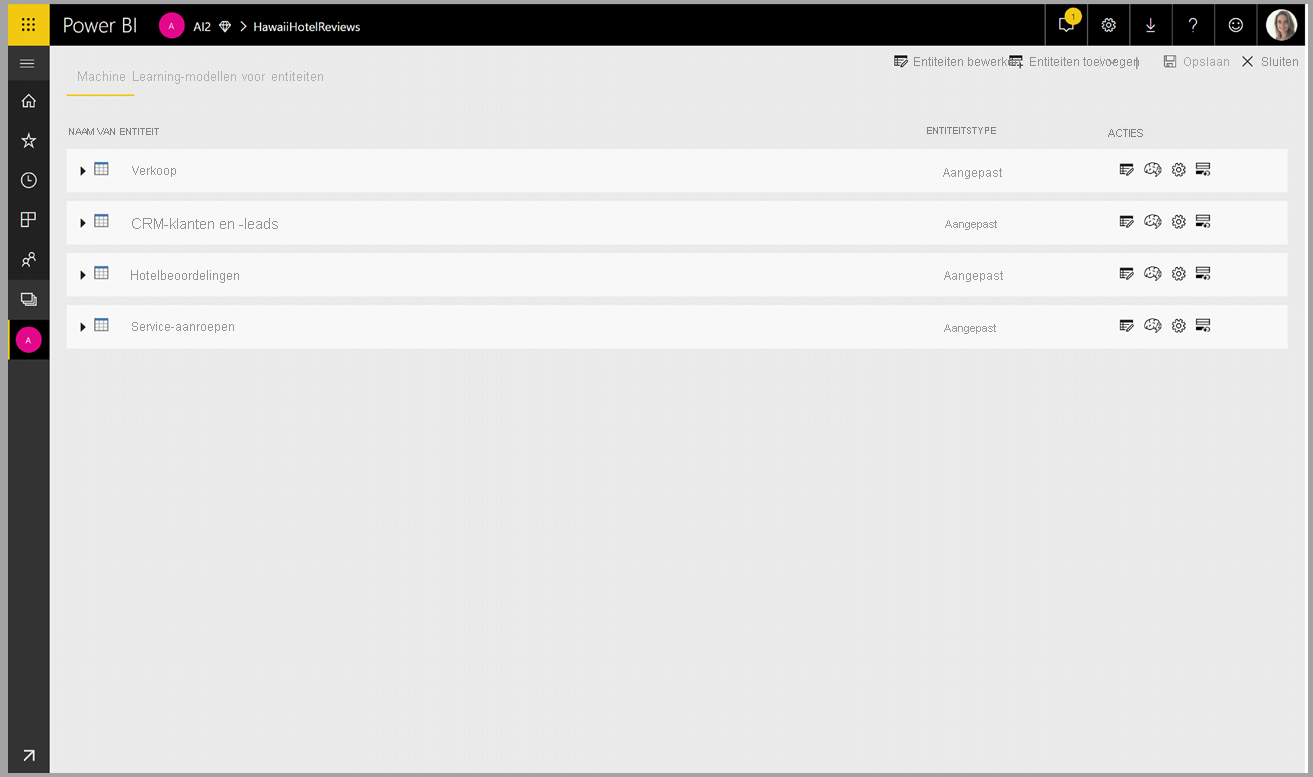 Power BI A AI2 HawaiiHotelReviews 1 ?
Machine Learning-modellen voor entiteiten Entiteiten bewerken Entiteiten toevoegen Opslaan Sluiten
NAAM VAN ENTITEIT ENTITEITSTYPE ACTIES
Verkoop Aangepast
CRM-klanten en -leads Aangepast
Hotelbeoordelingen Aangepast
Service-aanroepen Aangepast
A